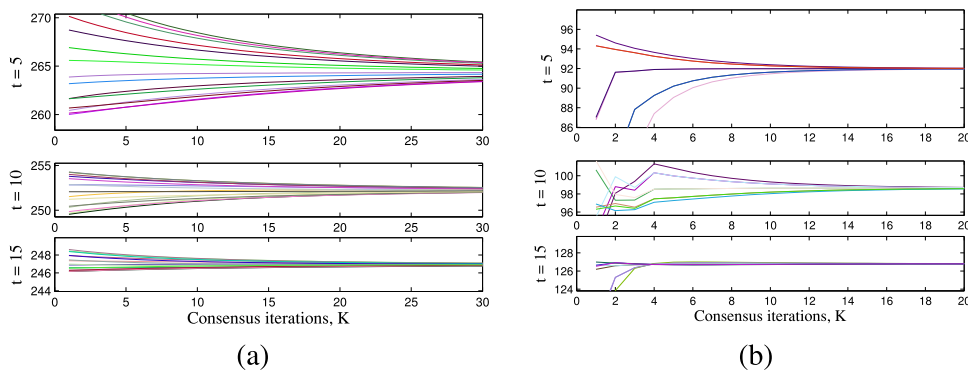 270
265
260
t = 5
0 5 10 15 20 25 30
255
250
t = 10
0 5 10 15 20 25 30
248
246
244
t = 15
0 5 10 15 20 25 30
Consensus iterations, K
(a)
98
96
94
92
90
88
86
t = 5
0 2 4 6 8 10 12 14 16 18 20
100
98
96
t = 10
0 2 4 6 8 10 12 14 16 18 20
128
126
124
t = 15
0 2 4 6 8 10 12 14 16 18 20
Consensus iterations, K
(b)